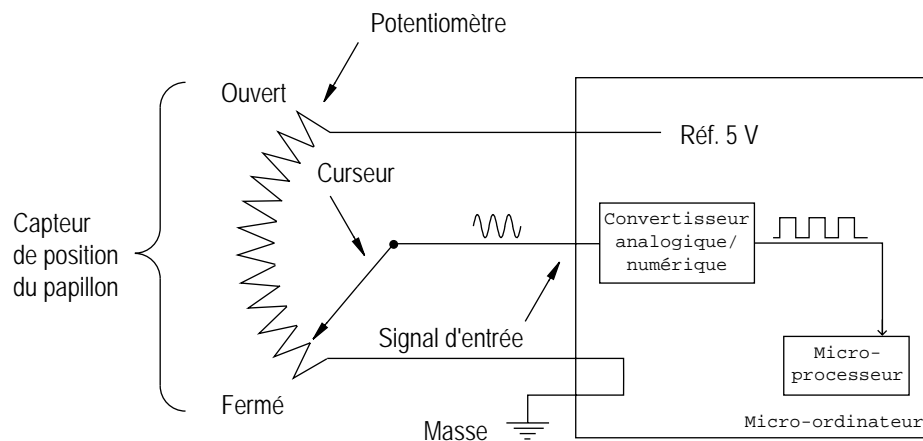 Potentiomètre
Ouvert
Réf. 5 V
Curseur
Capteur
de position
du papillon
Convertisseur
analogique/
numérique
Signal d'entrée
Micro-
processeur
Fermé
Masse
Micro-ordinateur